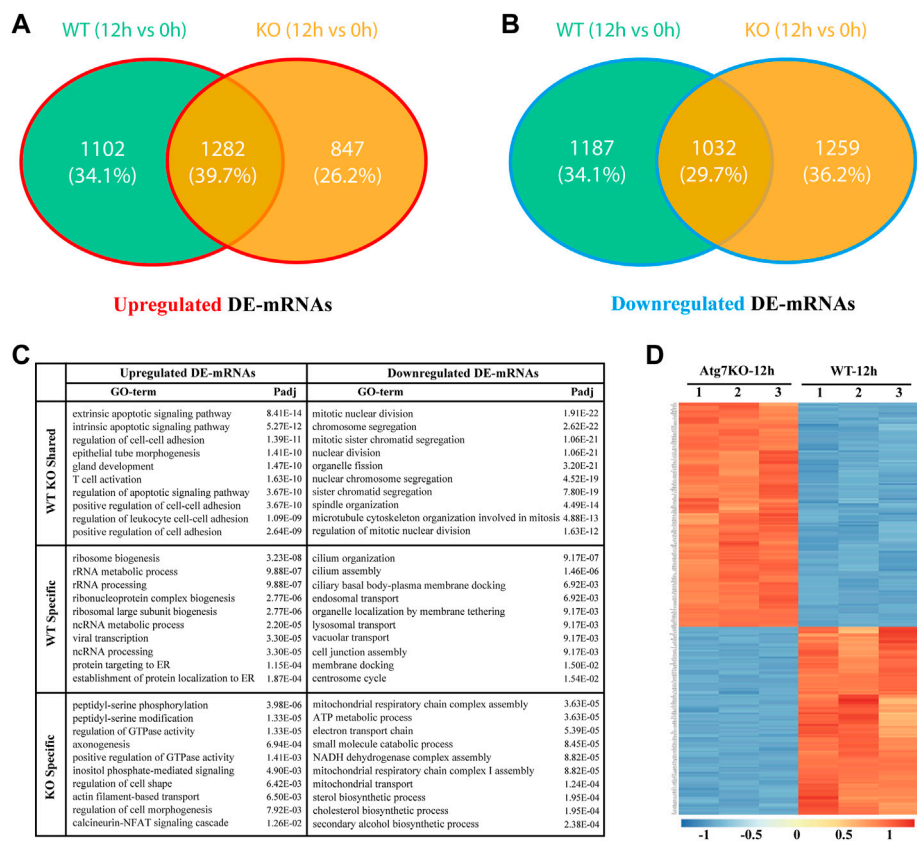 A
WT (12h vs 0h) KO (12h vs 0h)
1102 1282 847
(34.1%) (39.7%) (26.2%)
Upregulated DE-mRNAs
B
WT (12h vs 0h) KO (12h vs 0h)
1187 1032 1259
(34.1%) (29.7%) (36.2%)
Downregulated DE-mRNAs
C
Upregulated DE-mRNAs Downregulated DE-mRNAs
GO-term Padj GO-term Padj
WT KO Shared
extrinsic apoptotic signaling pathway 8.41E-14 mitotic nuclear division 1.91E-22
intrinsic apoptotic signaling pathway 5.27E-12 chromosome segregation 2.62E-22
regulation of cell-cell adhesion 1.39E-11 mitotic sister chromatid segregation 1.06E-21
epithelial tube morphogenesis 1.41E-10 nuclear division 1.06E-21
gland development 1.47E-10 organelle fission 3.20E-21
T cell activation 1.63E-10 nuclear chromosome segregation 4.52E-19
regulation of apoptotic signaling pathway 3.67E-10 sister chromatid segregation 7.80E-19
positive regulation of cell-cell adhesion 3.67E-10 spindle organization 4.49E-14
regulation of leukocyte cell-cell adhesion 1.09E-09 microtubule cytoskeleton organization involved in mitosis 4.88E-13
positive regulation of cell adhesion 2.64E-09 regulation of mitotic nuclear division 1.63E-12
WT Specific
ribosome biogenesis 3.23E-08 cilium organization 9.17E-07
rRNA metabolic process 9.88E-07 cilium assembly 1.46E-06
rRNA processing 9.88E-07 ciliary basal body-plasma membrane docking 6.92E-03
ribonucleoprotein complex biogenesis 2.77E-06 endosomal transport 6.92E-03
ribosomal large subunit biogenesis 2.77E-06 organelle localization by membrane tethering 9.17E-03
ncRNA metabolic process 2.20E-05 lysosomal transport 9.17E-03
viral transcription 3.30E-05 vacuolar transport 9.17E-03
ncRNA processing 3.30E-05 cell junction assembly 9.17E-03
protein targeting to ER 1.15E-04 membrane docking 1.50E-02
establishment of protein localization to ER 1.87E-04 centrosome cycle 1.54E-02
KO Specific
peptidyl-serine phosphorylation 3.98E-06 mitochondrial respiratory chain complex assembly 3.63E-05
peptidyl-serine modification 1.33E-05 ATP metabolic process 3.63E-05
regulation of GTPase activity 1.33E-05 electron transport chain 5.39E-05
axonogenesis 6.94E-04 small molecule catabolic process 8.45E-05
positive regulation of GTPase activity 1.41E-03 NADH dehydrogenase complex assembly 8.82E-05
inositol phosphate-mediated signaling 4.90E-03 mitochondrial respiratory chain complex I assembly 8.82E-05
regulation of cell shape 6.42E-03 mitochondrial transport 1.24E-04
actin filament-based transport 6.50E-03 sterol biosynthetic process 1.95E-04
regulation of cell morphogenesis 7.92E-03 cholesterol biosynthetic process 1.95E-04
calcineurin-NFAT signaling cascade 1.26E-02 secondary alcohol biosynthetic process 2.38E-04
D
Atg7KO-12h WT-12h
1 2 3 1 2 3
-1 -0.5 0 0.5 1